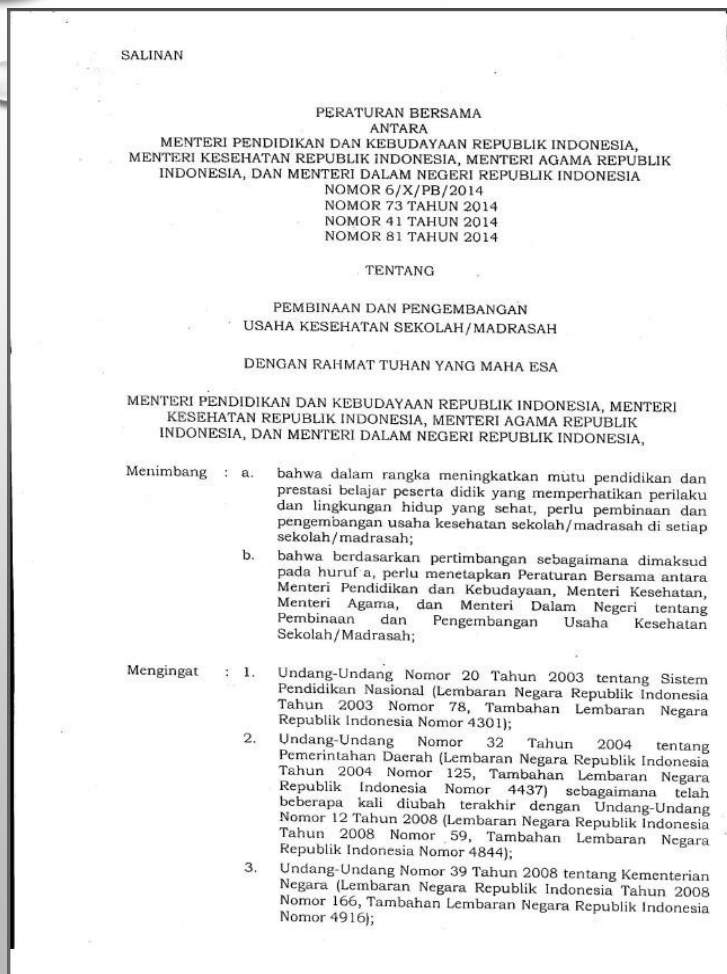 SALINAN
PERATURAN BERSAMA
ANTARA
MENTERI PENDIDIKAN DAN KEBUDAYAAN REPUBLIK INDONESIA,
MENTERI KESEHATAN REPUBLIK INDONESIA, MENTERI AGAMA REPUBLIK
INDONESIA, DAN MENTERI DALAM NEGERI REPUBLIK INDONESIA
NOMOR 6/X/PB/2014
NOMOR 73 TAHUN 2014
NOMOR 41 TAHUN 2014
NOMOR 81 TAHUN 2014
TENTANG
PEMBINAAN DAN PENGEMBANGAN
USAHA KESEHATAN SEKOLAH/MADRASAH
DENGAN RAHMAT TUHAN YANG MAHA ESA
MENTERI PENDIDIKAN DAN KEBUDAYAAN REPUBLIK INDONESIA, MENTERI
KESEHATAN REPUBLIK INDONESIA, MENTERI AGAMA REPUBLIK
INDONESIA, DAN MENTERI DALAM NEGERI REPUBLIK INDONESIA,
Menimbang : a. bahwa dalam rangka meningkatkan mutu pendidikan dan
prestasi belajar peserta didik yang memperhatikan perilaku
dan lingkungan hidup yang sehat, perlu pembinaan dan
pengembangan usaha kesehatan sekolah/madrasah di setiap
sekolah/madrasah;
b. bahwa berdasarkan pertimbangan sebagaimana dimaksud
pada huruf a, perlu menetapkan Peraturan Bersama antara
Menteri Pendidikan dan Kebudayaan, Menteri Kesehatan,
Menteri Agama, dan Menteri Dalam Negeri tentang
Pembinaan dan Pengembangan Usaha Kesehatan
Sekolah/Madrasah;
Mengingat : 1. Undang-Undang Nomor 20 Tahun 2003 tentang Sistem
Pendidikan Nasional (Lembaran Negara Republik Indonesia
Tahun 2003 Nomor 78, Tambahan Lembaran Negara
Republik Indonesia Nomor 4301);
2. Undang-Undang Nomor 32 Tahun 2004 tentang
Pemerintahan Daerah (Lembaran Negara Republik Indonesia
Tahun 2004 Nomor 125, Tambahan Lembaran Negara
Republik Indonesia Nomor 4437) sebagaimana telah
beberapa kali diubah terakhir dengan Undang-Undang
Nomor 12 Tahun 2008 (Lembaran Negara Republik Indonesia
Tahun 2008 Nomor 59, Tambahan Lembaran Negara
Republik Indonesia Nomor 4844);
3. Undang-Undang Nomor 39 Tahun 2008 tentang Kementerian
Negara (Lembaran Negara Republik Indonesia Tahun 2008
Nomor 166, Tambahan Lembaran Negara Republik Indonesia
Nomor 4916);